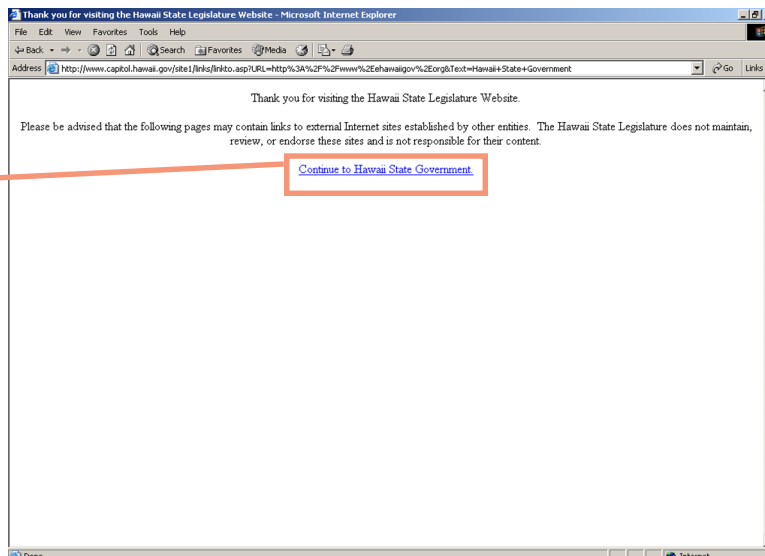 Thank you for visiting the Hawaii State Legislature Website - Microsoft Internet Explorer
File Edit View Favorites Tools Help
Back Search Favorites Media
Address http://www.capitol.hawaii.gov/site1/links/linkto.asp?URL=http%3A%2F%2Fwww%2Eehawaiigov%2Eorg&Text=Hawaii+State+Government Go Links
Thank you for visiting the Hawaii State Legislature Website.
Please be advised that the following pages may contain links to external Internet sites established by other entities. The Hawaii State Legislature does not maintain,
review, or endorse these sites and is not responsible for their content.
Continue to Hawaii State Government.
Done Internet